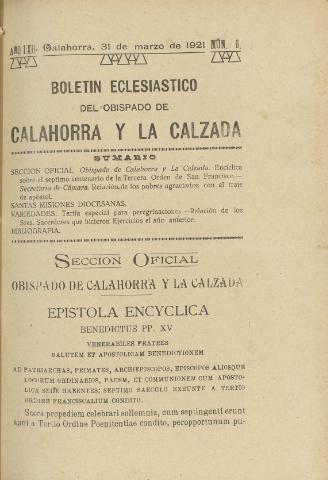 AÑO LXII. Calahorra, 31 de marzo de 1921 NÚM. 6.
BOLETIN ECLESIASTICO
DEL OBISPADO DE
CALAHORRA Y LA CALZADA
SUMARIO
SECCION OFICIAL. Obispado de Calahorra y La Calzada. Encíclica
sobre el septimo centenario de la Tercera Orden de San Francisco.—
Secretaría de Cámara. Relación de los pobres agraciados con el traje
de apóstol.
SANTAS MISIONES DIOCESANAS.
VARIEDADES. Tarifa especial para peregrinaciones.—Relación de los
Sres. Sacerdotes que hicieron Ejercicios el año anterior.
BIBLIOGRAFIA.
SECCION OFICIAL
OBISPADO DE CALAHORRA Y LA CALZADA
EPISTOLA ENCYCLICA
BENEDICTUS PP. XV
VENERABILES FRATRES
SALUTEM ET APOSTOLICAM BENEDICTIONEM
AD PATRIARCHAS, PRIMATES, ARCHIEPISCOPOS, EPISCOPOS ALIOSQUE
LOCORUM ORDINARIOS, PACEM, ET COMMUNIONEM CUM APOSTO-
LICA SEDE HABENTES: SEPTIMO SAECULO EXEUNTE A TERTIO
ORDINE FRANCISCALIUM CONDITO.
Sacra propediem celebrari sollemnia, cum septingenti erunt
anni a Tertio Ordine Poenitentiae condito, peropportunum pu-